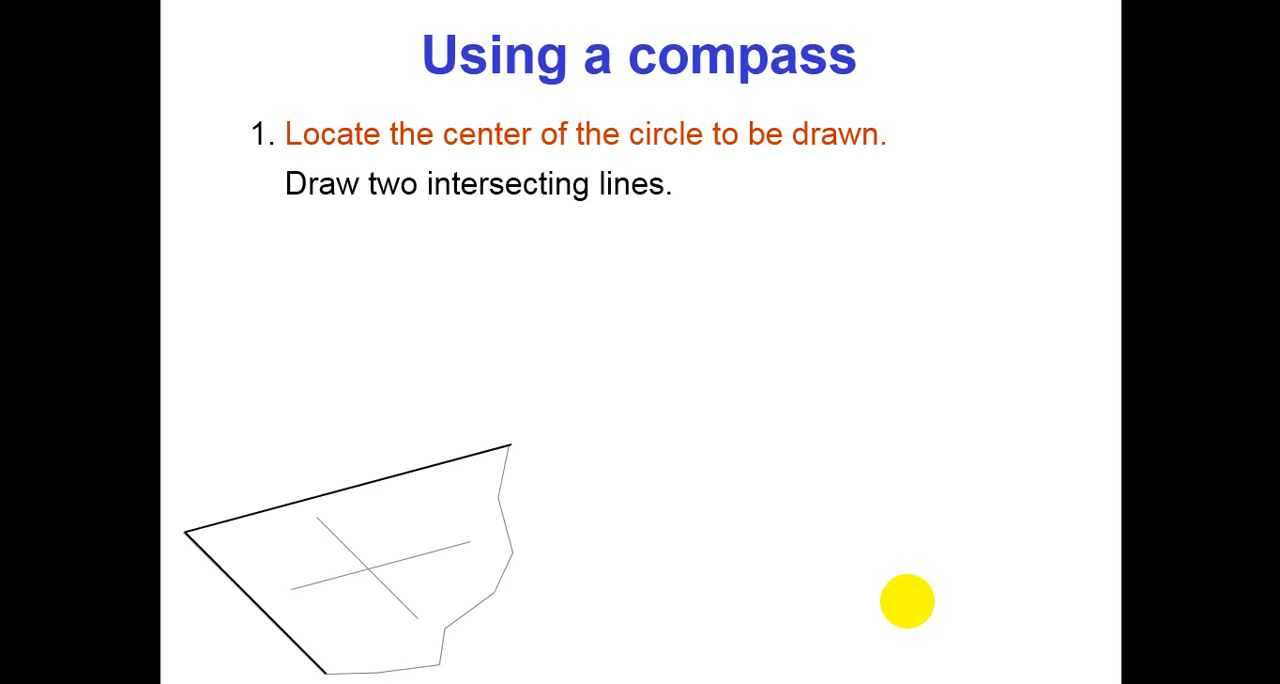 Using a compass
1. Locate the center of the circle to be drawn.
Draw two intersecting lines.